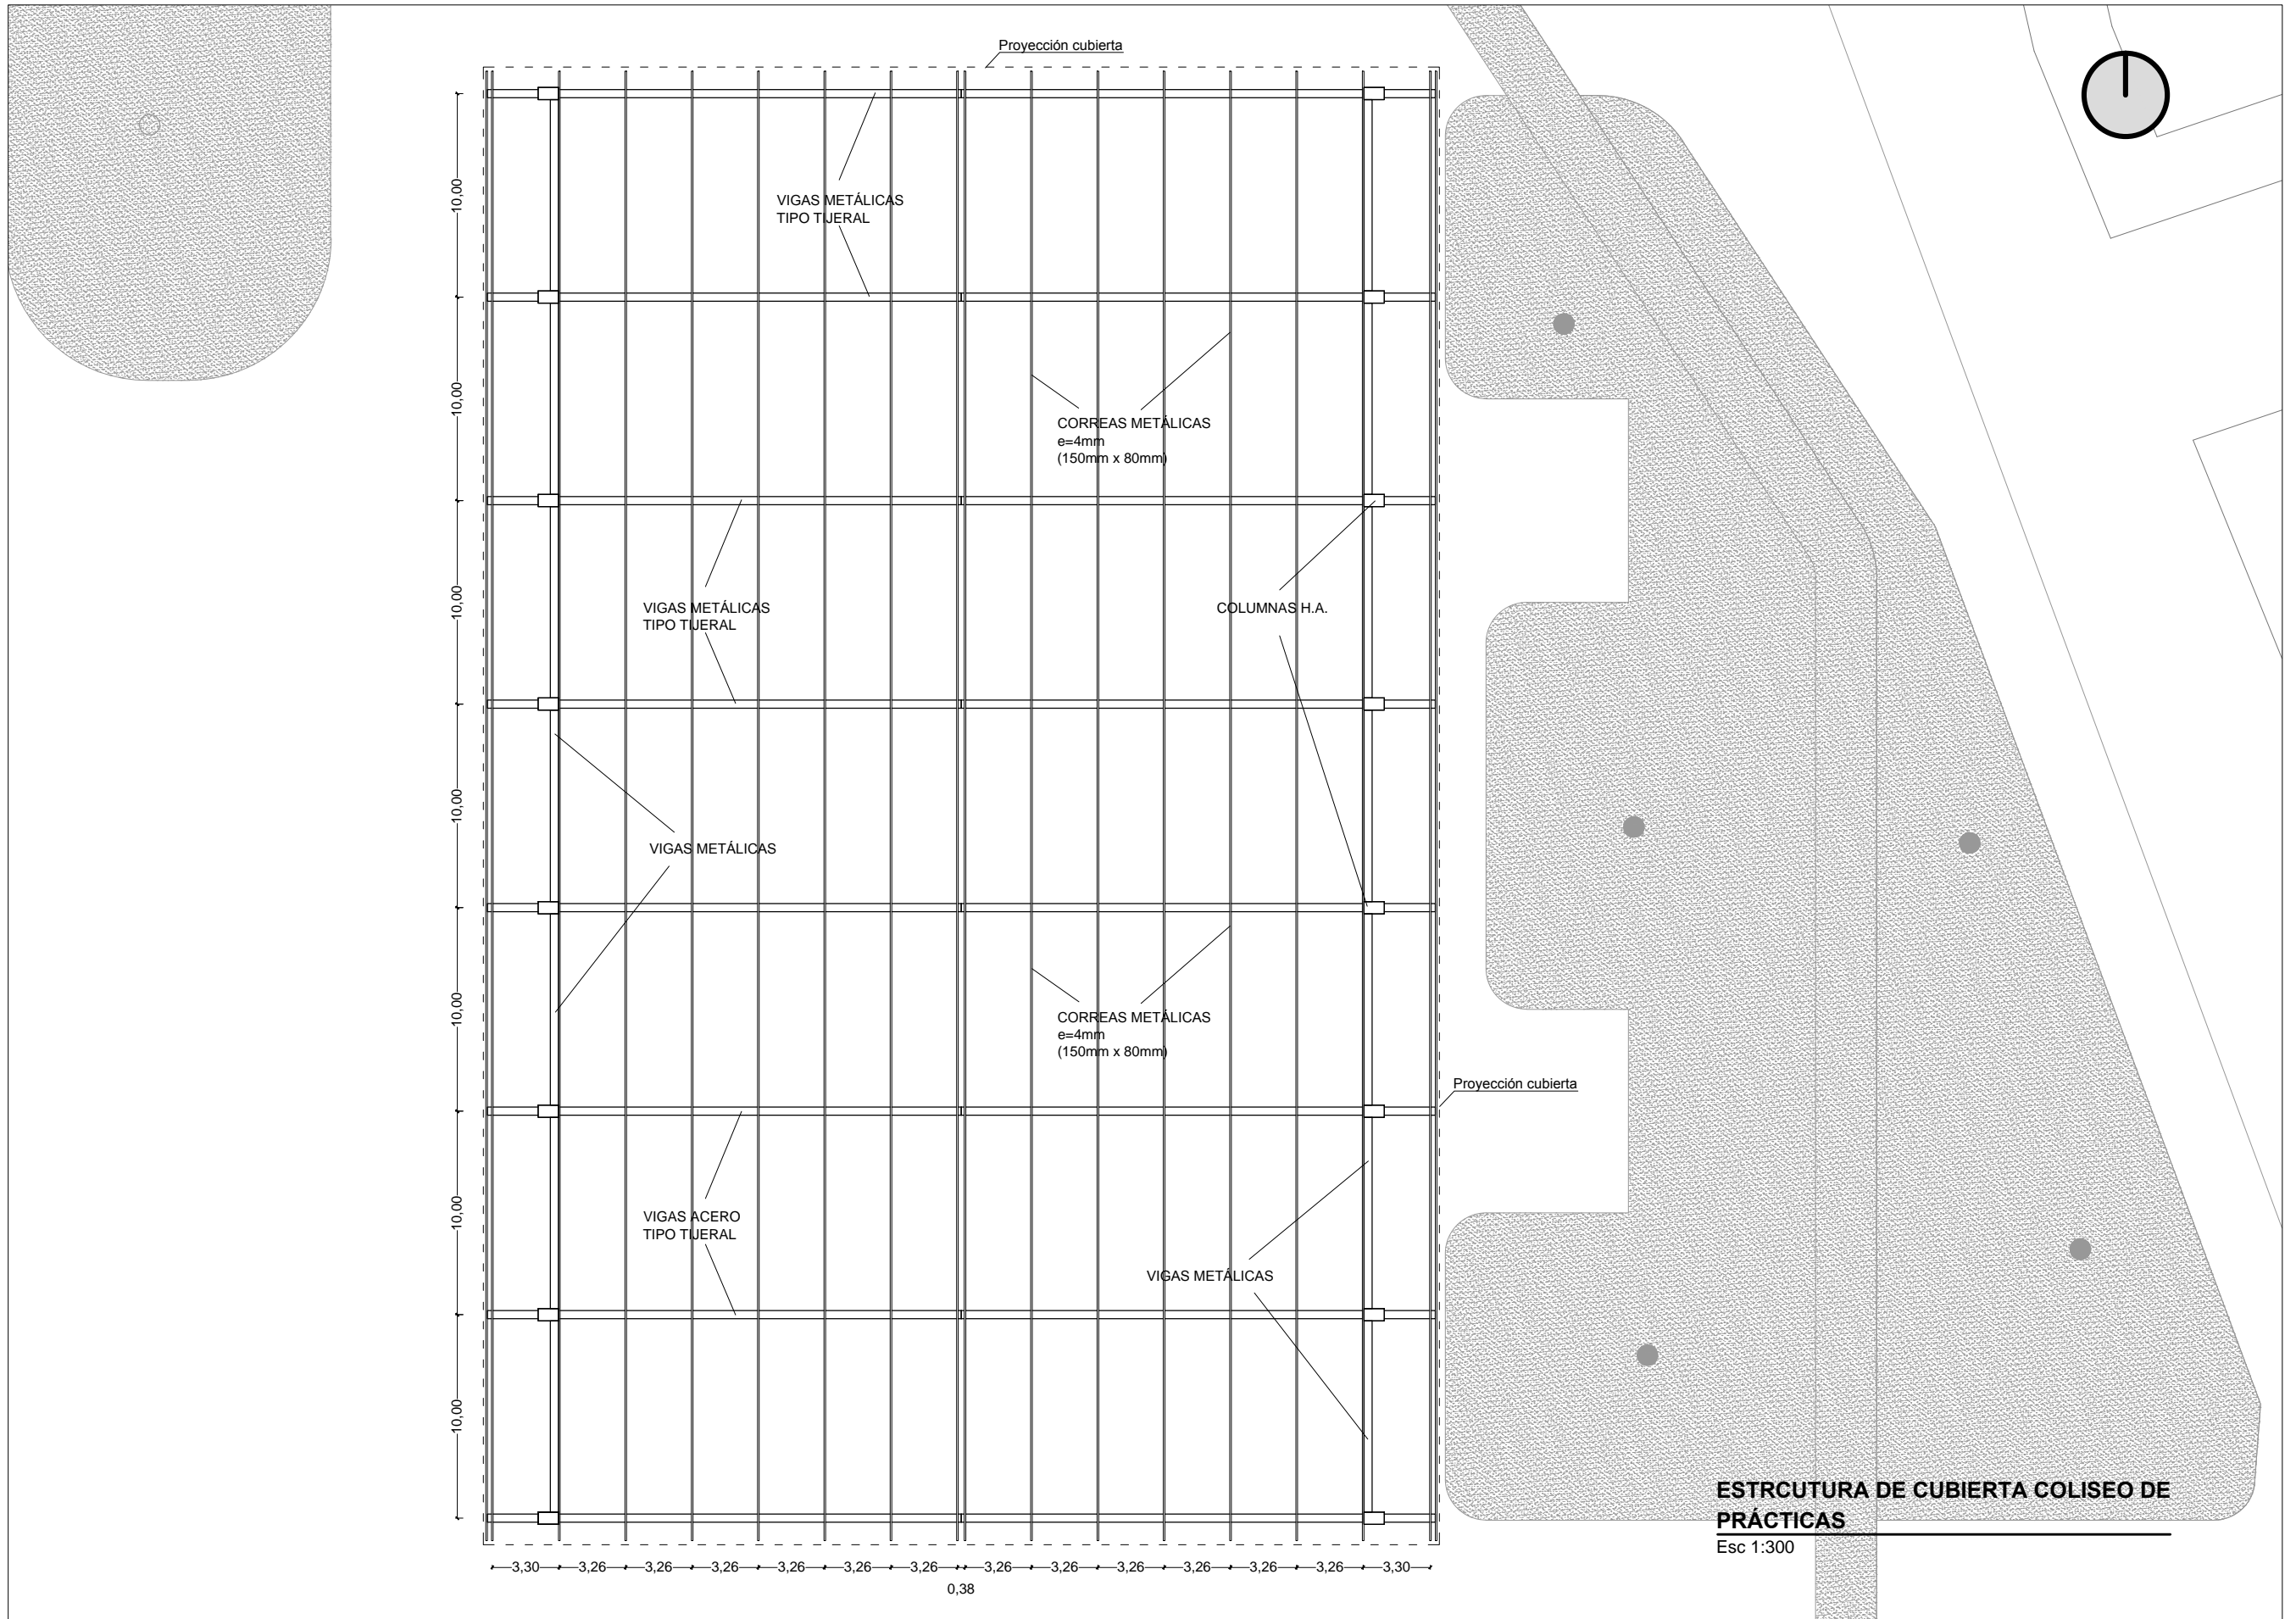 Proyección cubierta
10,00
VIGAS METÁLICAS
TIPO TIJERAL
10,00
CORREAS METÁLICAS
e=4mm
(150mm x 80mm)
10,00
VIGAS METÁLICAS
TIPO TIJERAL
COLUMNAS H.A.
10,00
VIGAS METÁLICAS
10,00
CORREAS METÁLICAS
e=4mm
(150mm x 80mm)
Proyección cubierta
10,00
VIGAS ACERO
TIPO TIJERAL
VIGAS METÁLICAS
10,00
ESTRCUTURA DE CUBIERTA COLISEO DE
PRÁCTICAS
Esc 1:300
3,30 3,26 3,26 3,26 3,26 3,26 3,26 3,26 3,26 3,26 3,26 3,26 3,26 3,30
0,38